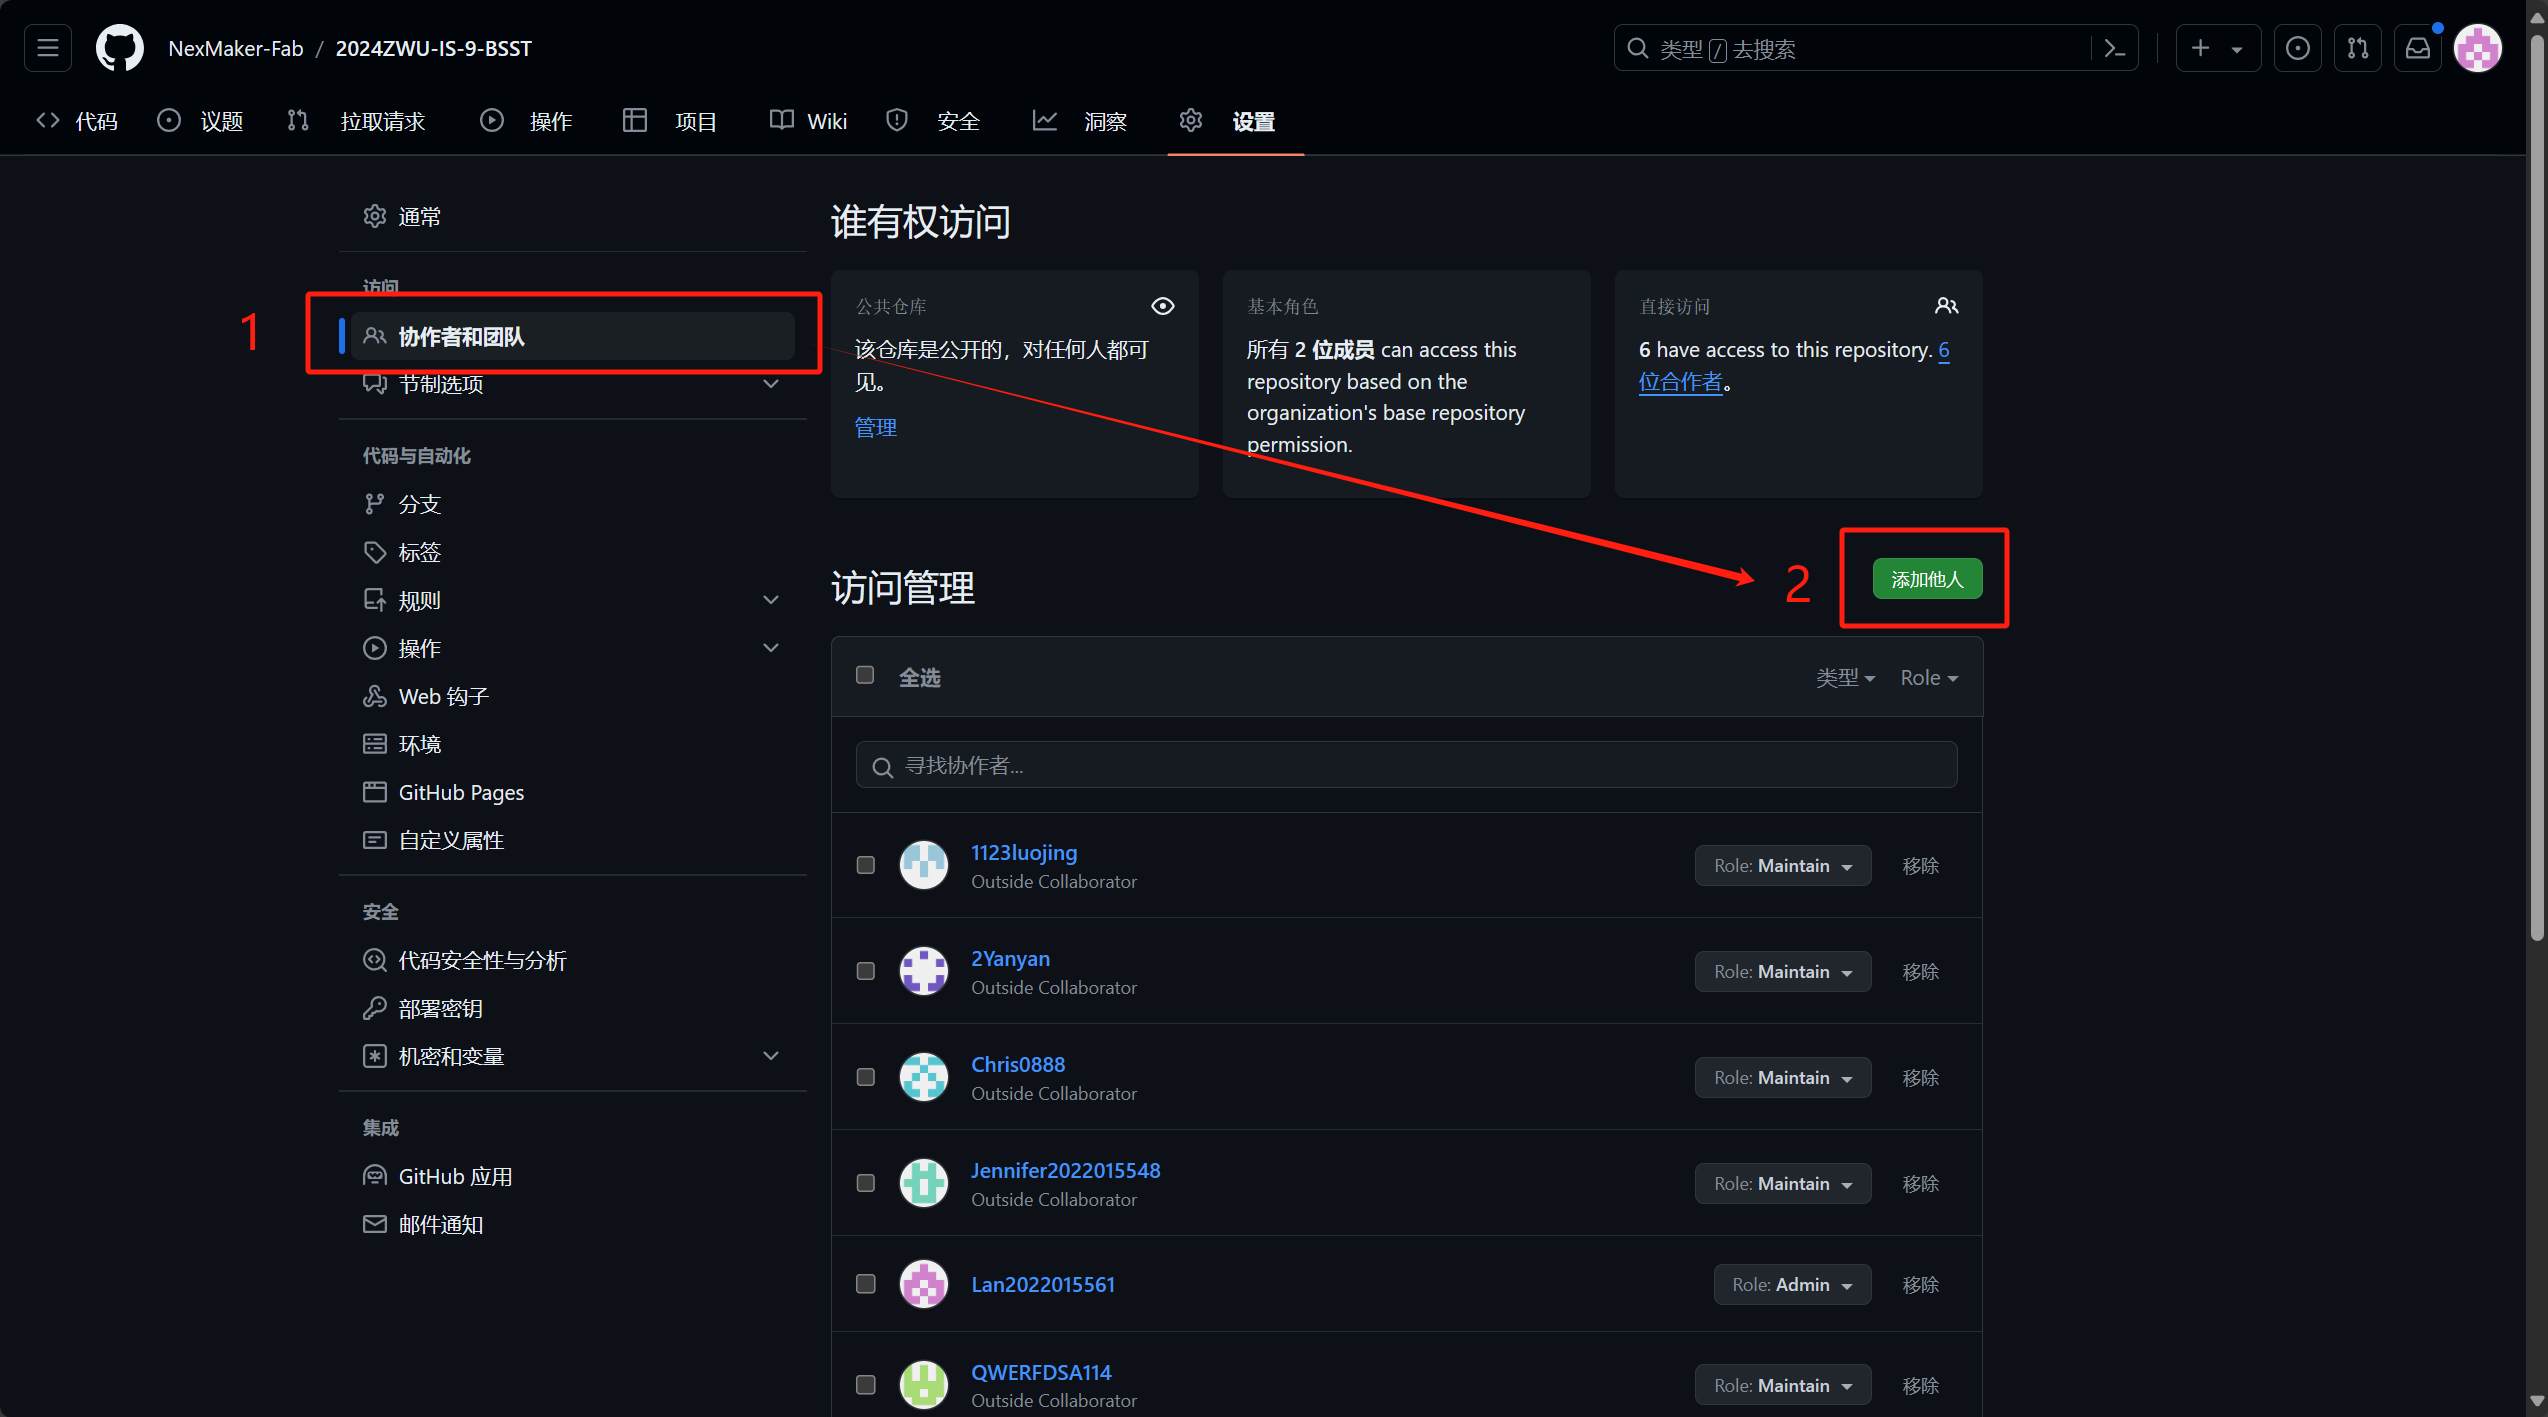 NexMaker-Fab / 2024ZWU-IS-9-BSST
类型 / 去搜索
代码
议题
拉取请求
操作
项目
Wiki
安全
洞察
设置
通常
访问
1
协作者和团队
节制选项
代码与自动化
分支
标签
规则
操作
Web 钩子
环境
GitHub Pages
自定义属性
安全
代码安全性与分析
部署密钥
机密和变量
集成
GitHub 应用
邮件通知
谁有权访问
公共仓库
该仓库是公开的，对任何人都可
见。
管理
基本角色
所有 2 位成员 can access this
repository based on the
organization's base repository
permission.
直接访问
6 have access to this repository. 6
位合作者。
访问管理
2
添加他人
全选
类型
Role
寻找协作者...
1123luojing
Outside Collaborator
Role: Maintain
移除
2Yanyan
Outside Collaborator
Role: Maintain
移除
Chris0888
Outside Collaborator
Role: Maintain
移除
Jennifer2022015548
Outside Collaborator
Role: Maintain
移除
Lan2022015561
Role: Admin
移除
QWERFDSA114
Outside Collaborator
Role: Maintain
移除